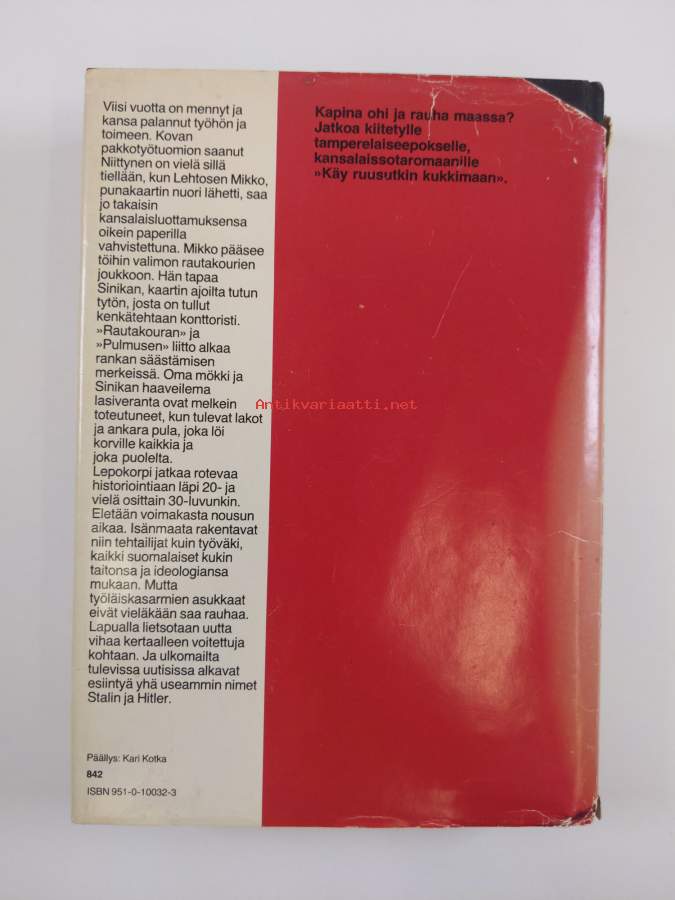 Viisi vuotta on mennyt ja
kansa palannut työhön ja
toimeen. Kovan
pakkotyötuomion saanut
Niittynen on vielä sillä
tiellään, kun Lehtosen Mikko,
punakaartin nuori lähetti, saa
jo takaisin
kansalaisluottamuksensa
oikein paperilla
vahvistettuna. Mikko pääsee
töihin valimon rautakourien
joukkoon. Hän tapaa
Sinikan, kaartin ajoilta tutun
tytön, josta on tullut
kenkätehtaan konttoristi.
»Rautakouran» ja
»Pulmusen» liitto alkaa
rankan säästämisen
merkeissä. Oma mökki ja
Sinikan haaveilema
lasiveranta ovat melkein
toteutuneet, kun tulevat lakot
ja ankara pula, joka löi
korville kaikkia ja
joka puolelta.
Lepokorpi jatkaa rotevaa
historiointiaan läpi 20- ja
vielä osittain 30-luvunkin.
Eletään voimakasta nousun
aikaa. Isänmaata rakentavat
niin tehtailijat kuin työväki,
kaikki suomalaiset kukin
taitonsa ja ideologiansa
mukaan. Mutta
työläiskasarmien asukkaat
eivät vieläkään saa rauhaa.
Lapualla lietsotaan uutta
vihaa kertaalleen voitettuja
kohtaan. Ja ulkomailta
tulevissa uutisissa alkavat
esiintyä yhä useammin nimet
Stalin ja Hitler.
Päällys: Kari Kotka
842
ISBN 951-0-10032-3
Kapina ohi ja rauha maassa?
Jatkoa kiitetylle
tamperelaiseepokselle,
kansalaissotaromaanille
»Käy ruusutkin kukkimaan».
Antikvariaatti.net